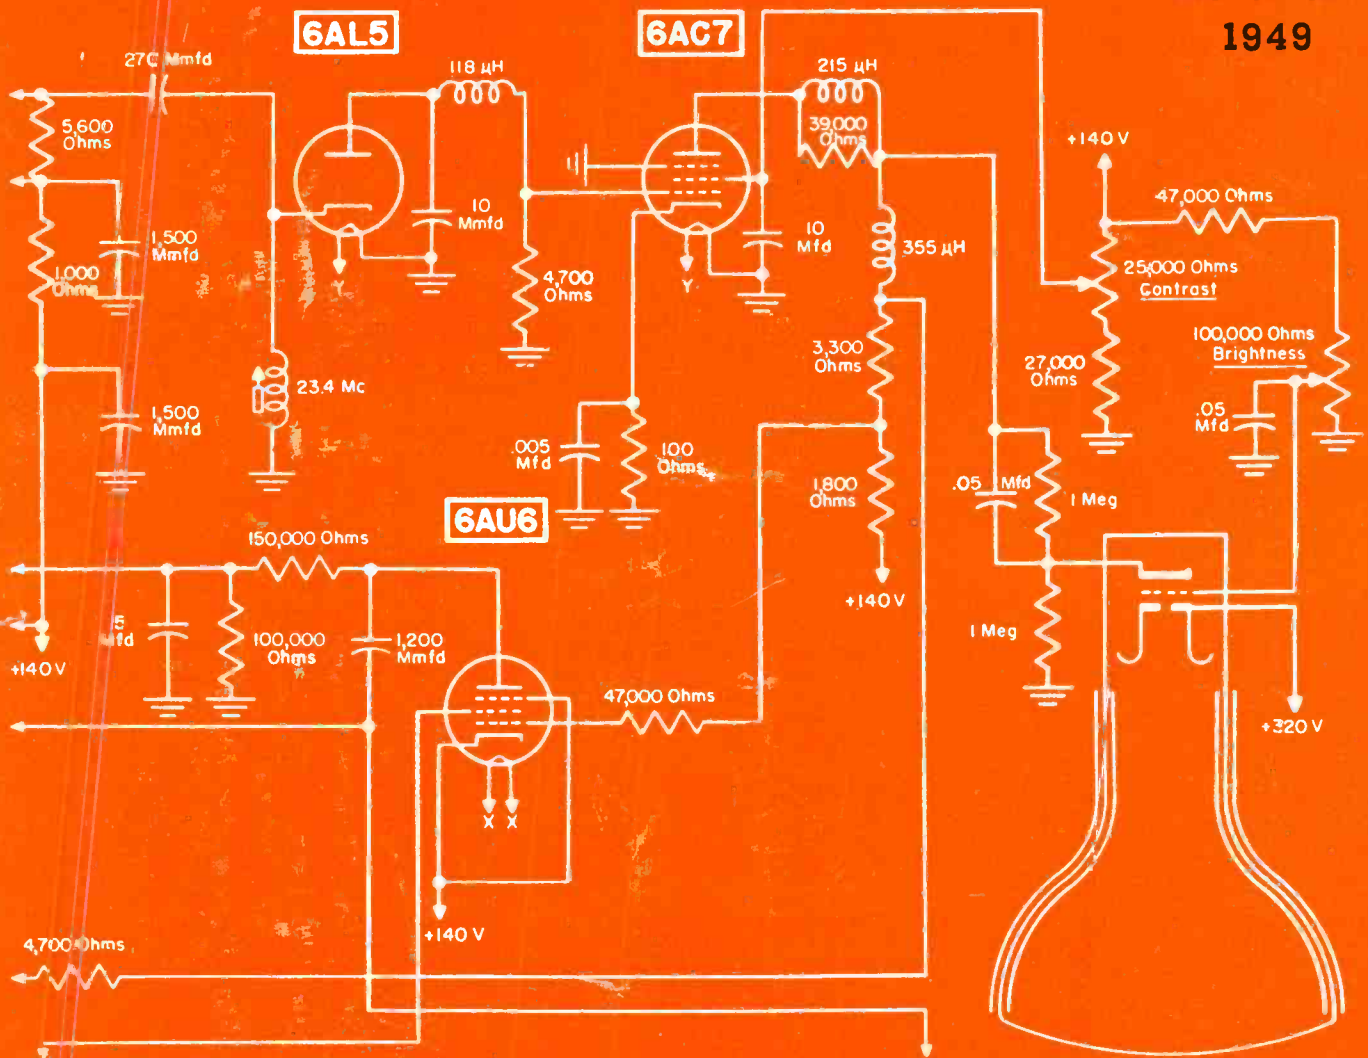 6AL5
6AC7
1949
270 Mmfd
118 µH
215 µH
5,600
Ohms
39,000
Ohms
+140 V
47,000 Ohms
10
Mmfd
1,500
Mmfd
10
Mfd
355 µH
1,000
Ohms
4,700
Ohms
25,000 Ohms
Contrast
Y
Y
3,300
Ohms
100,000 Ohms
Brightness
27,000
Ohms
23.4 Mc
1,500
Mmfd
.05
Mfd
.005
Mfd
100
Ohms
1,800
Ohms
.05 Mfd
1 Meg
6AU6
150,000 Ohms
+140 V
1 Meg
Mfd
100,000
Ohms
1,200
Mmfd
+140 V
47,000 Ohms
+320 V
X X
+140 V
4,700 Ohms